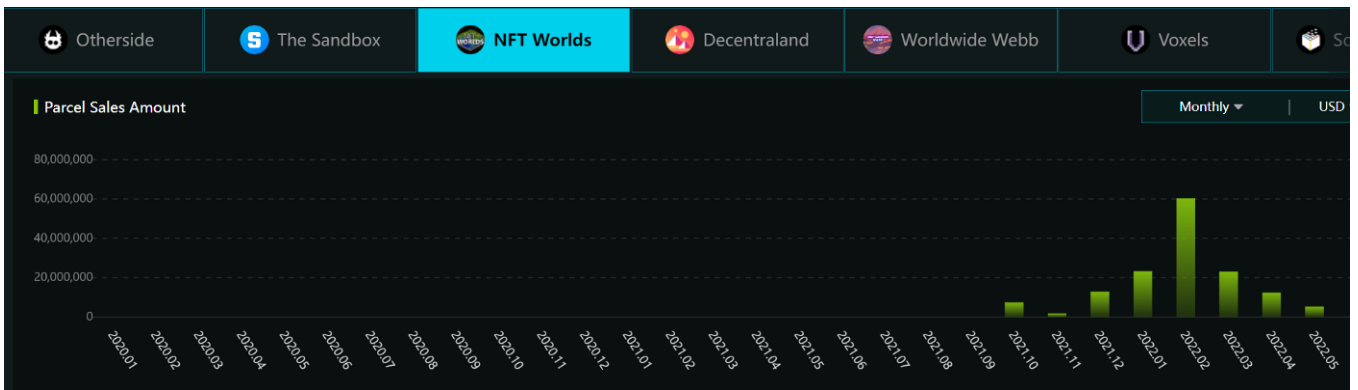 Otherside The Sandbox NFT Worlds Decentraland Worldwide Webb Voxels
Parcel Sales Amount
Monthly | USD
80,000,000
60,000,000
40,000,000
20,000,000
0
2020.01 2020.02 2020.03 2020.04 2020.05 2020.06 2020.07 2020.08 2020.09 2020.10 2020.11 2020.12 2021.01 2021.02 2021.03 2021.04 2021.05 2021.06 2021.07 2021.08 2021.09 2021.10 2021.11 2021.12 2022.01 2022.02 2022.03 2022.04 2022.05